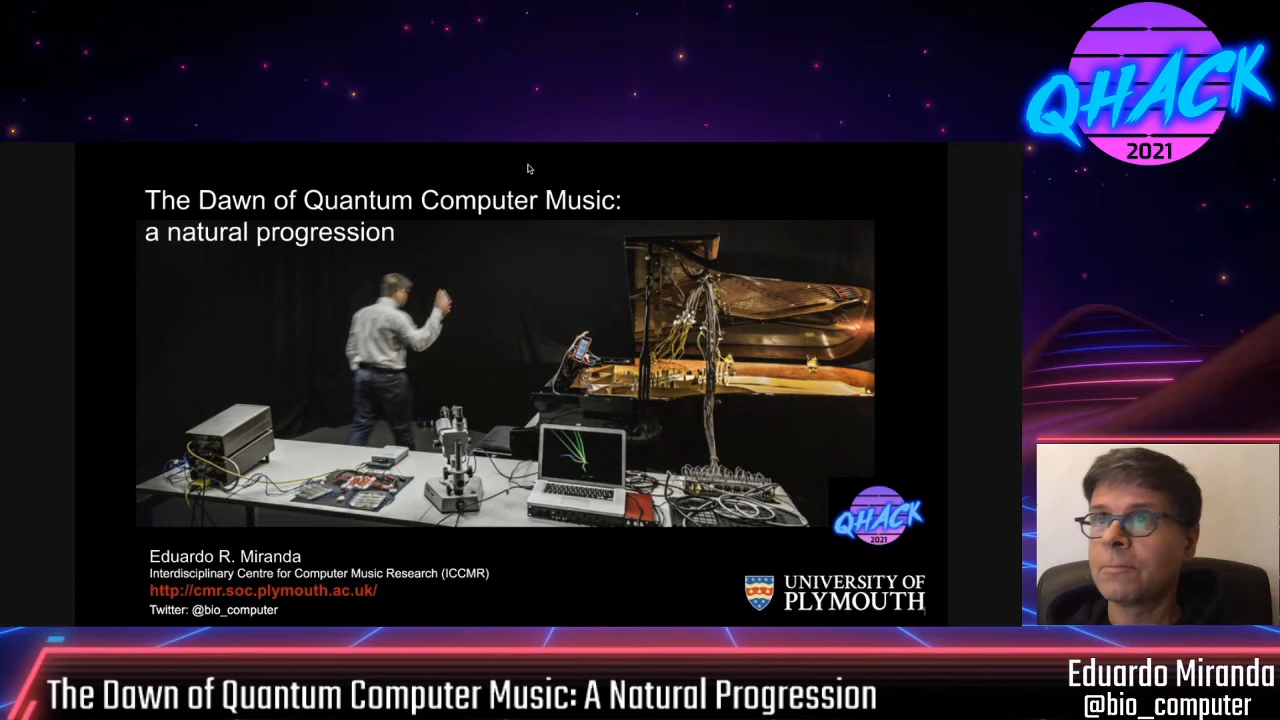 QHACK
2021
The Dawn of Quantum Computer Music:
a natural progression
QHACK
2021
Eduardo R. Miranda
Interdisciplinary Centre for Computer Music Research (ICCMR)
http://cmr.soc.plymouth.ac.uk/
Twitter: @bio_computer
UNIVERSITY OF
PLYMOUTH
The Dawn of Quantum Computer Music: A Natural Progression
Eduardo Miranda
@bio_computer